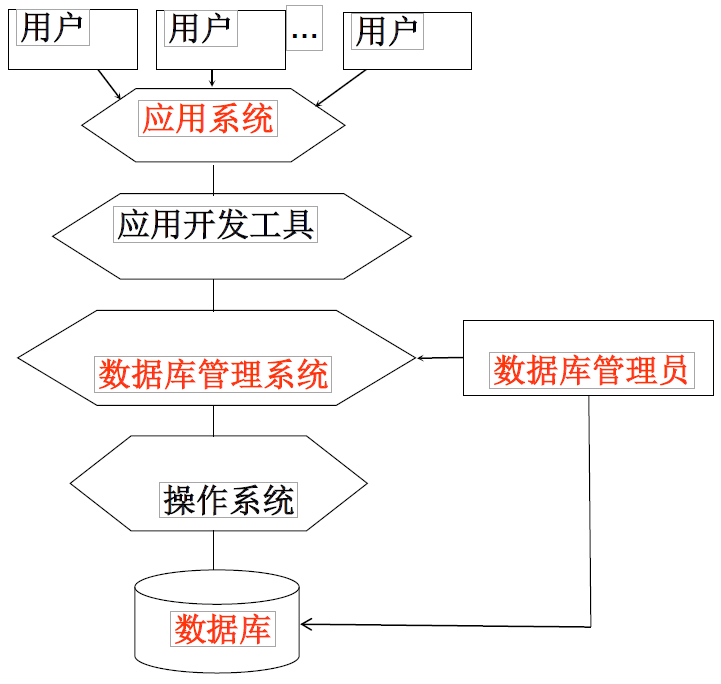 用户 用户 ... 用户
应用系统
应用开发工具
数据库管理系统 数据库管理员
操作系统
数据库